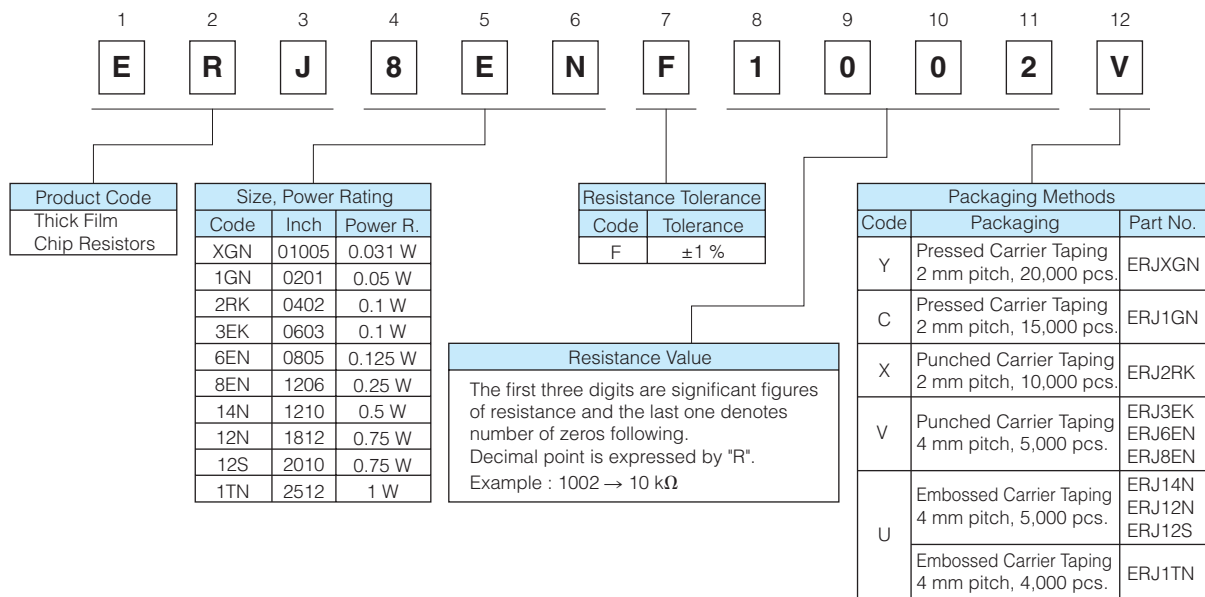 1 2 3 4 5 6 7 8 9 10 11 12
E R J 8 E N F 1 0 0 2 V
Product Code
Thick Film
Chip Resistors
Size, Power Rating
Code Inch Power R.
XGN 01005 0.031 W
1GN 0201 0.05 W
2RK 0402 0.1 W
3EK 0603 0.1 W
6EN 0805 0.125 W
8EN 1206 0.25 W
14N 1210 0.5 W
12N 1812 0.75 W
12S 2010 0.75 W
1TN 2512 1 W
Resistance Tolerance
Code Tolerance
F ±1 %
Resistance Value
The first three digits are significant figures
of resistance and the last one denotes
number of zeros following.
Decimal point is expressed by "R".
Example : 1002 → 10 kΩ
Packaging Methods
Code Packaging Part No.
Y Pressed Carrier Taping
2 mm pitch, 20,000 pcs. ERJXGN
C Pressed Carrier Taping
2 mm pitch, 15,000 pcs. ERJ1GN
X Punched Carrier Taping
2 mm pitch, 10,000 pcs. ERJ2RK
V Punched Carrier Taping
4 mm pitch, 5,000 pcs.
ERJ3EK
ERJ6EN
ERJ8EN
U Embossed Carrier Taping
4 mm pitch, 5,000 pcs.
ERJ14N
ERJ12N
ERJ12S
Embossed Carrier Taping
4 mm pitch, 4,000 pcs. ERJ1TN